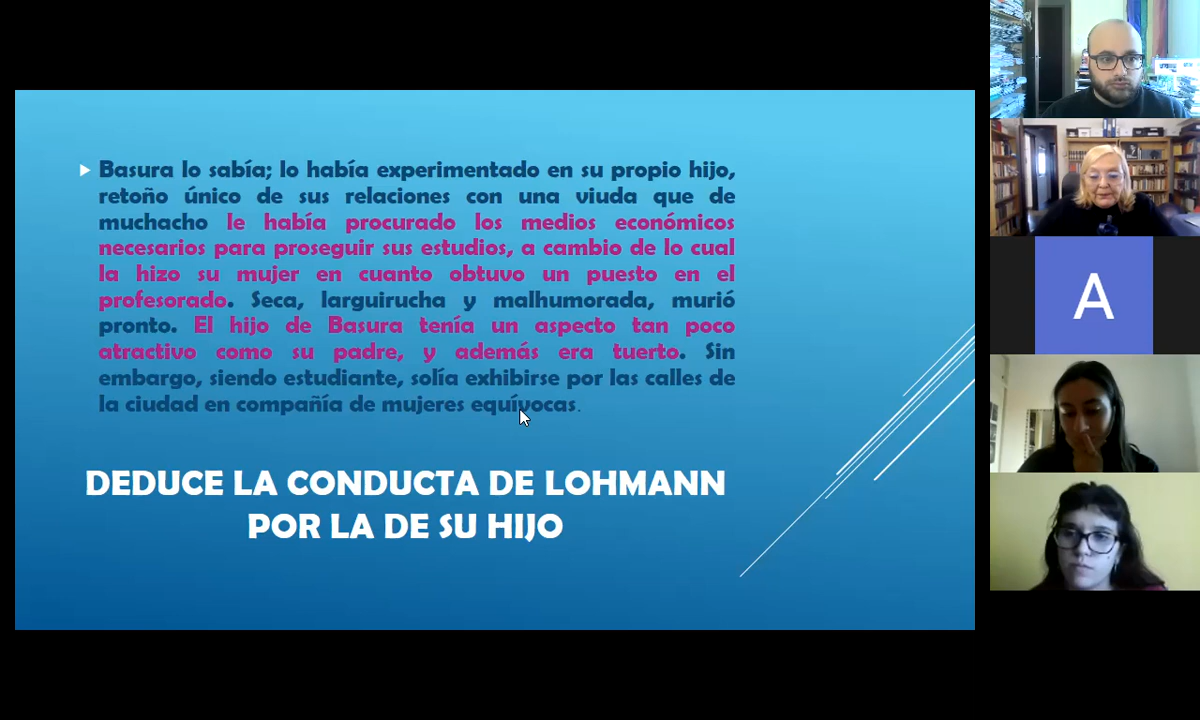 Basura lo sabía; lo había experimentado en su propio hijo,
retoño único de sus relaciones con una viuda que de
muchacho le había procurado los medios económicos
necesarios para proseguir sus estudios, a cambio de lo cual
la hizo su mujer en cuanto obtuvo un puesto en el
profesorado. Seca, larguirucha y malhumorada, murió
pronto. El hijo de Basura tenía un aspecto tan poco
atractivo como su padre, y además era tuerto. Sin
embargo, siendo estudiante, solía exhibirse por las calles de
la ciudad en compañía de mujeres equívocas.
DEDUCE LA CONDUCTA DE LOHMANN
POR LA DE SU HIJO
A